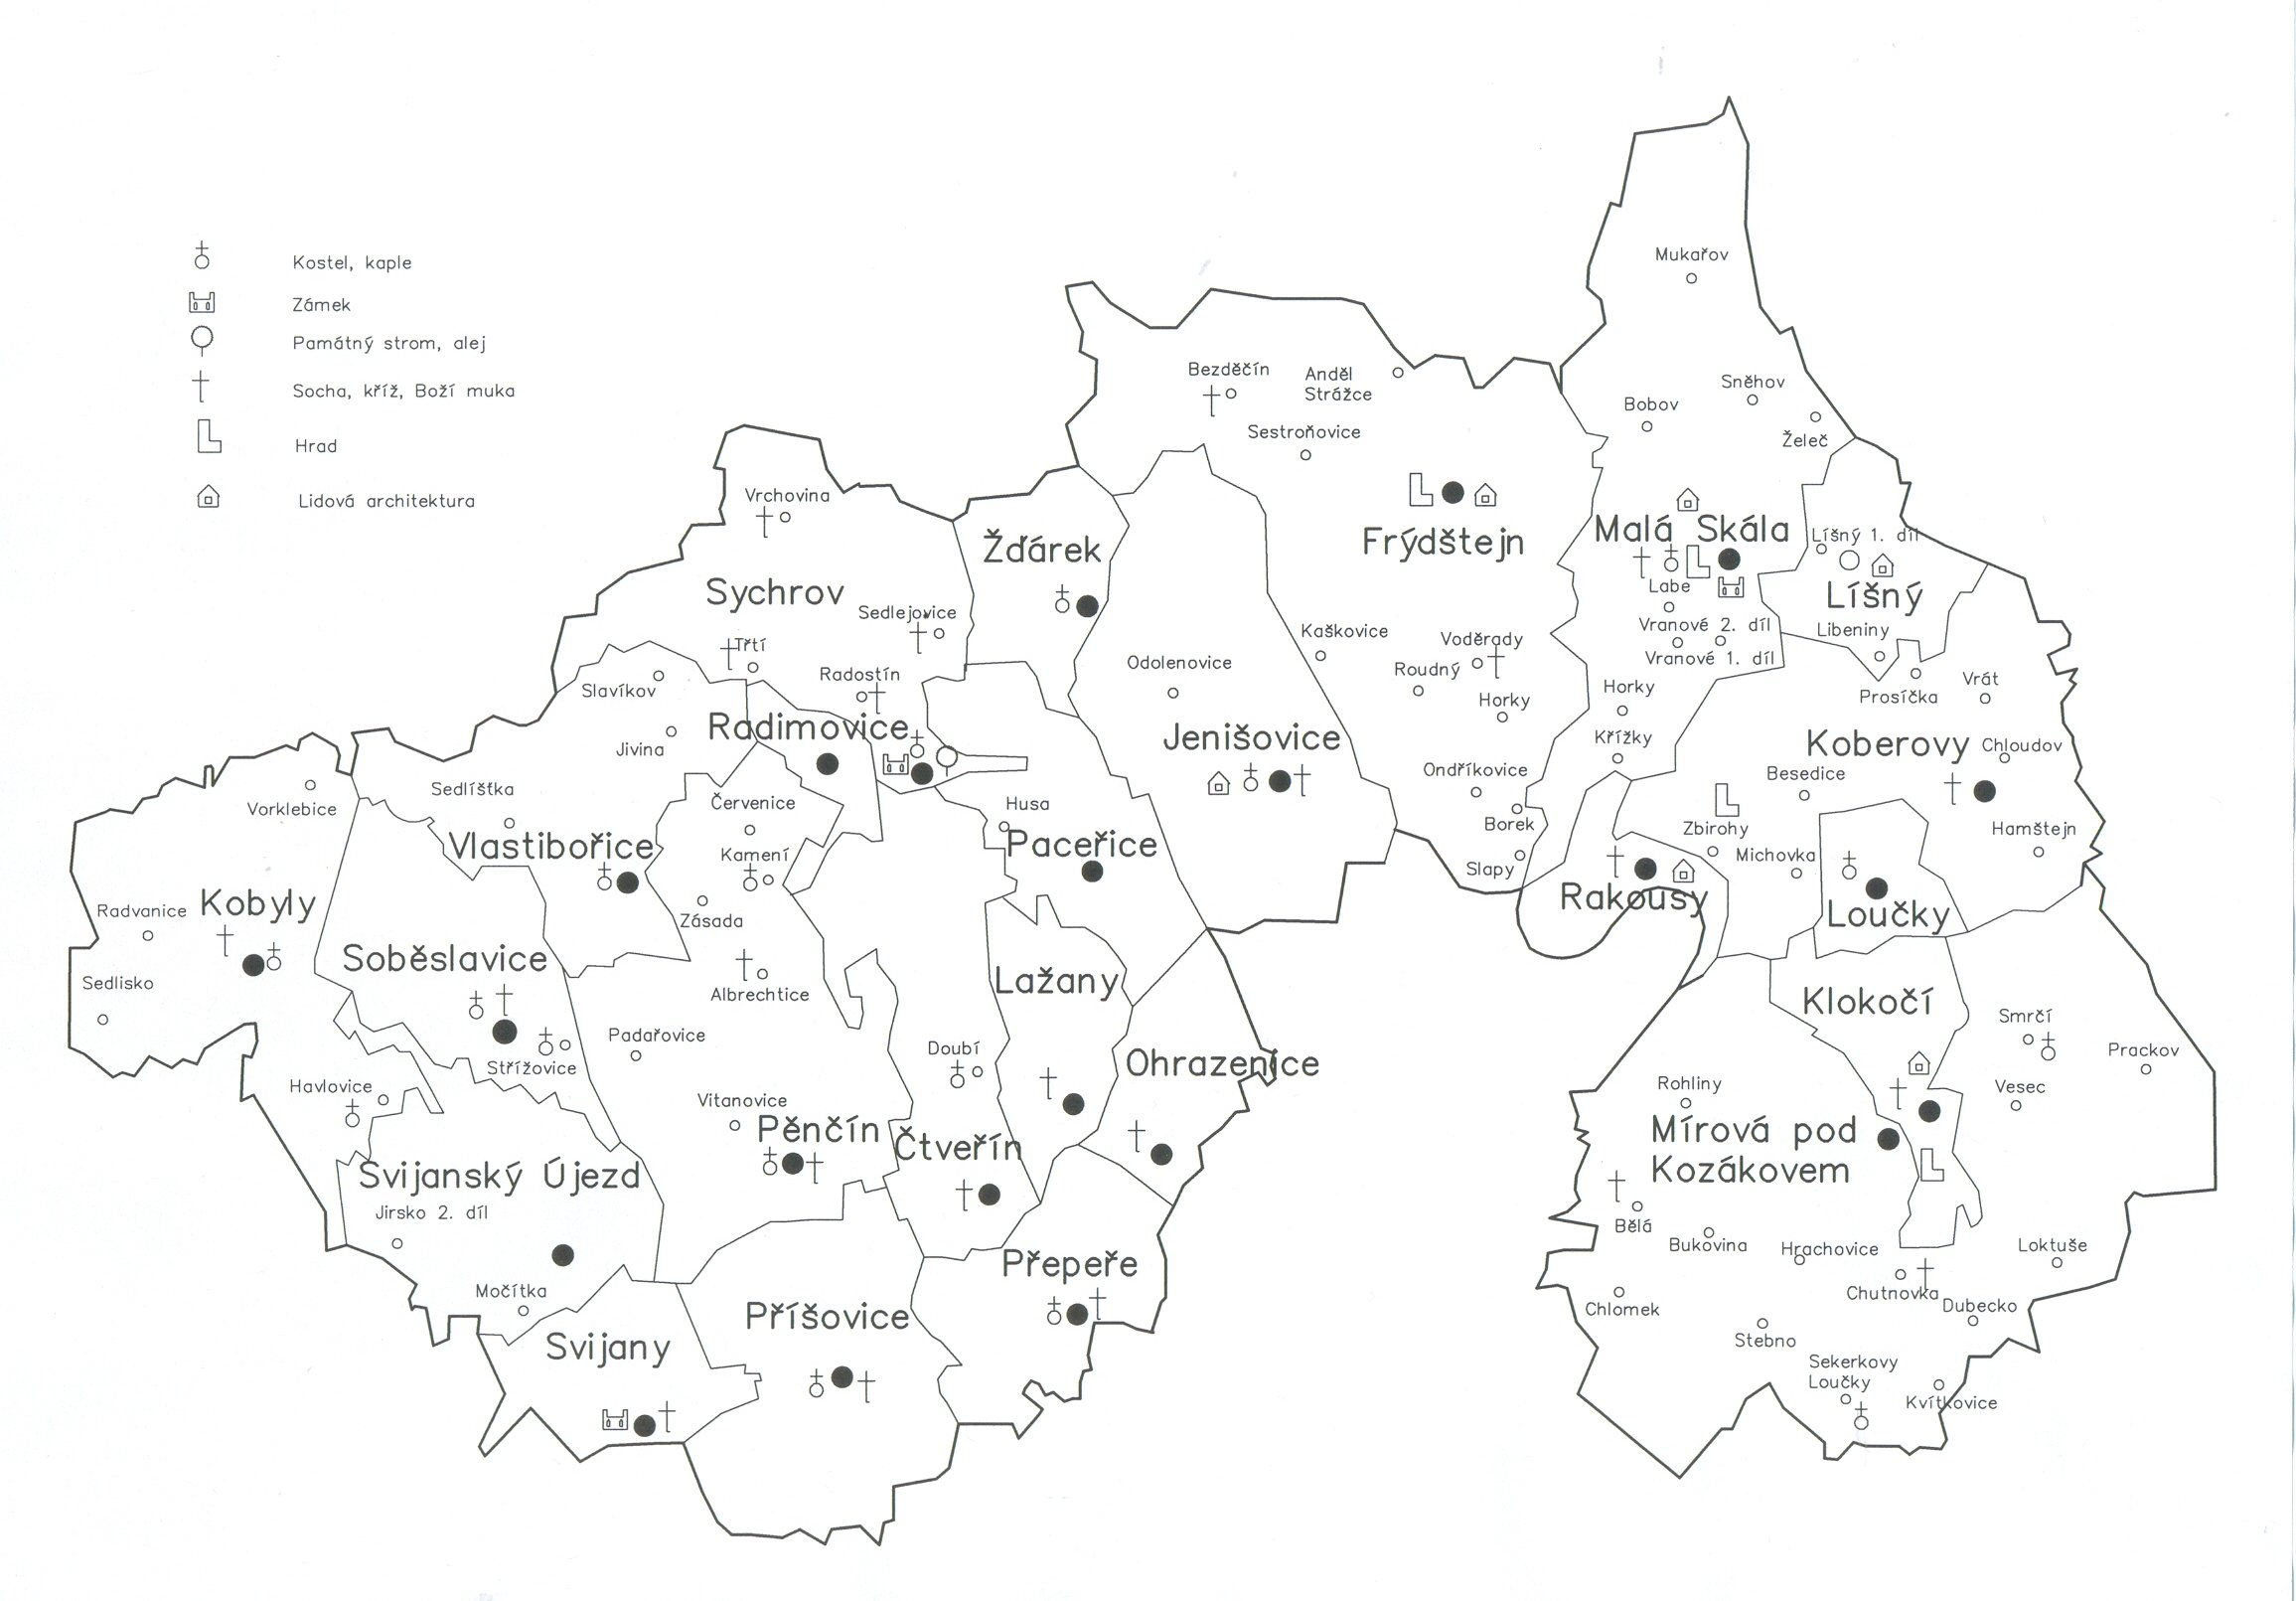 Kostel, kaple
Zámek
Památný strom, alej
Socha, kříž, Boží muka
Hrad
Lidová architektura
Mukařov
Bezděčín
Anděl
Strážce
Sněhov
Bobov
Sestroňovice
Želeč
Vrchovina
Malá Skála
Líšný 1. díl
Žďárek
Frýdštejn
Labe
Líšný
Sychrov
Sedlejovice
Vranové 2. díl
Libeniny
Kaškovice
Voděrady
Třtí
Vranové 1. díl
Odolenovice
Roudný
Radostín
Slavíkov
Horky
Horky
Prosíčka
Vrát
Radimovice
Jenišovice
Křížky
Koberovy
Chloudov
Jivina
Ondříkovice
Besedice
Sedlíšťka
Červenice
Husa
Vorklebice
Borek
Zbirohy
Hamštejn
Vlastibořice
Paceřice
Kamení
Michovka
Slapy
Rakousy
Kobyly
Radvanice
Zásada
Loučky
Soběslavice
Sedlisko
Lažany
Albrechtice
Klokočí
Smrčí
Padařovice
Doubí
Ohrazenice
Prackov
Střížovice
Havlovice
Rohliny
Vesec
Vitanovice
Pěnčín
Čtveřín
Mírová pod
Kozákovem
Svijanský Újezd
Jirsko 2. díl
Bělá
Bukovina
Hrachovice
Loktuše
Přepeře
Močítka
Chutnovka
Dubecko
Chlomek
Příšovice
Stebno
Svijany
Sekerkovy
Loučky
Kvítkovice